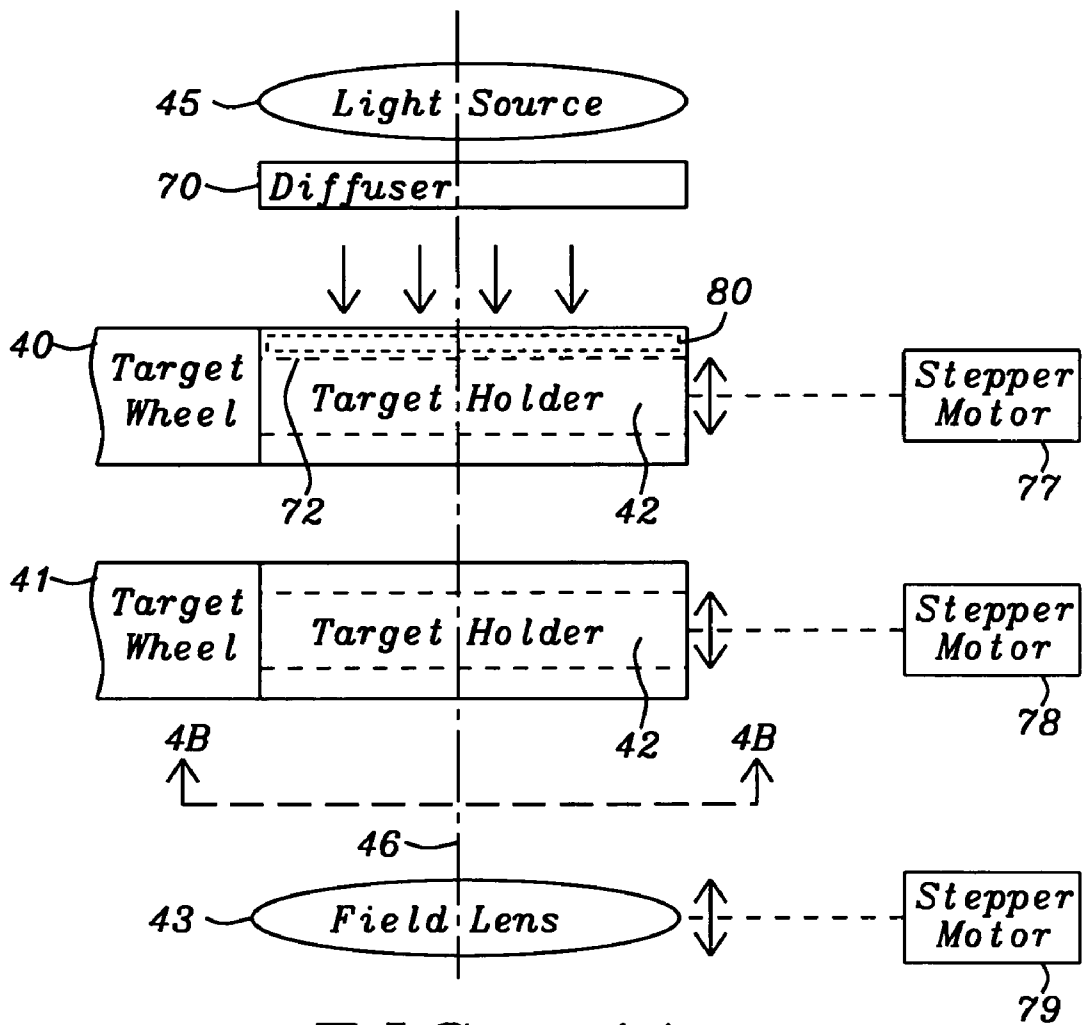 45
Light Source
70
Diffuser
80
40
Target
Wheel
Target Holder
Stepper
Motor
72
42
77
41
Target
Wheel
Target Holder
Stepper
Motor
42
78
4B
4B
46
43
Field Lens
Stepper
Motor
79